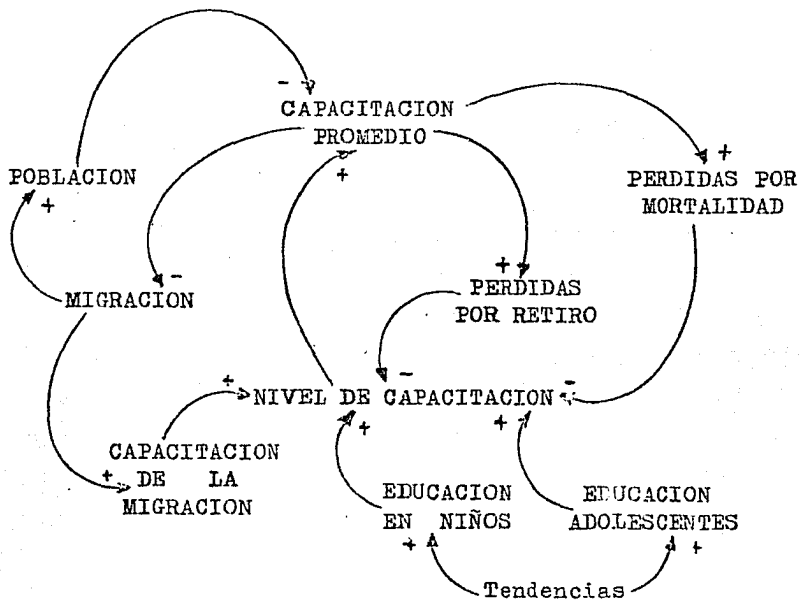 -
CAPACITACION
PROMEDIO
+
POBLACION
+
+
PERDIDAS POR
MORTALIDAD
-
MIGRACION
+
PERDIDAS
POR RETIRO
-
+
NIVEL DE CAPACITACION
-
+
+
CAPACITACION
+ DE LA
MIGRACION
EDUCACION
EN NIÑOS
+
EDUCACION
ADOLESCENTES
+
Tendencias